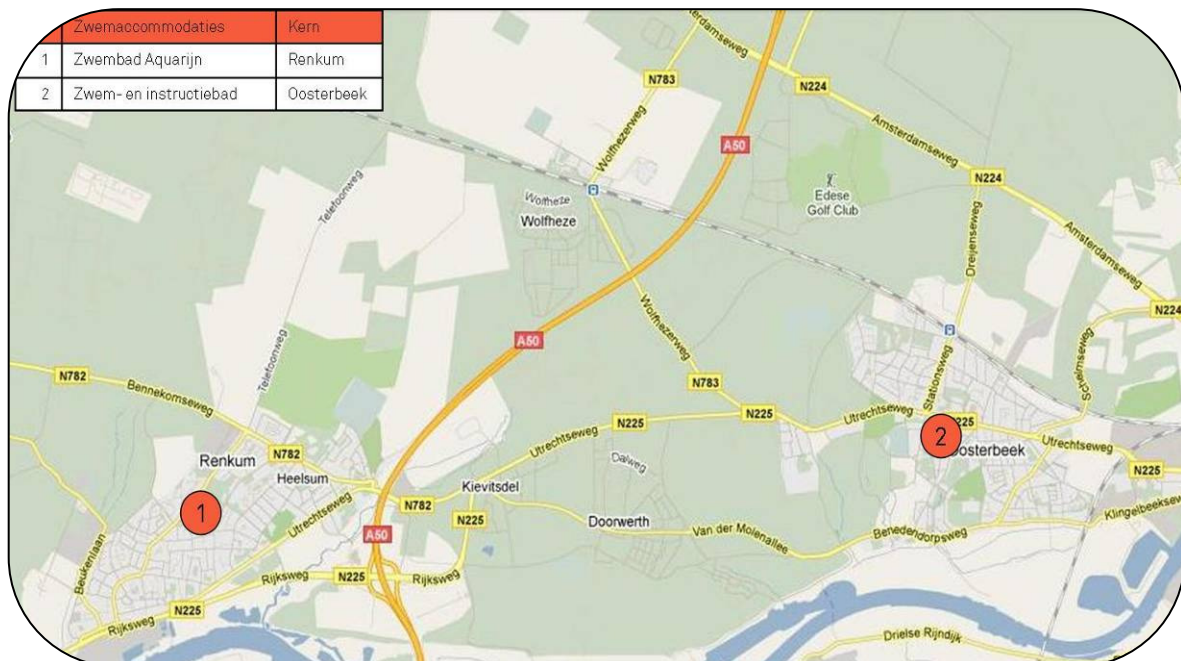 Zwemaccommodaties Kern
1 Zwembad Aquarijn Renkum
2 Zwem- en instructiebad Oosterbeek
N783
Wolfhezerweg
N224
Amsterdamseweg
A50
Edese
Golf Club
N224
Telefoonweg
Wolfheze
Wolfheze
Dreijenseweg
Amsterdamseweg
N224
Wolfhezerweg
A50
Telefoonweg
Stationsweg
Schelmseweg
N782
Bennekomseweg
N783
N225
N225
Utrechtseweg
N225
Utrechtseweg
2
Oosterbeek
Utrechtseweg
N225
Renkum
N782
Heelsum
Dalweg
Kievitsdel
1
Utrechtseweg
N782
N225
Doorwerth
Van der Molenallee
Benedendorpsweg
Klingelbeekseweg
A50
Beukenlaan
Rijksweg
N225
Rijksweg
N225
Rijksweg
Drielse Rijndijk